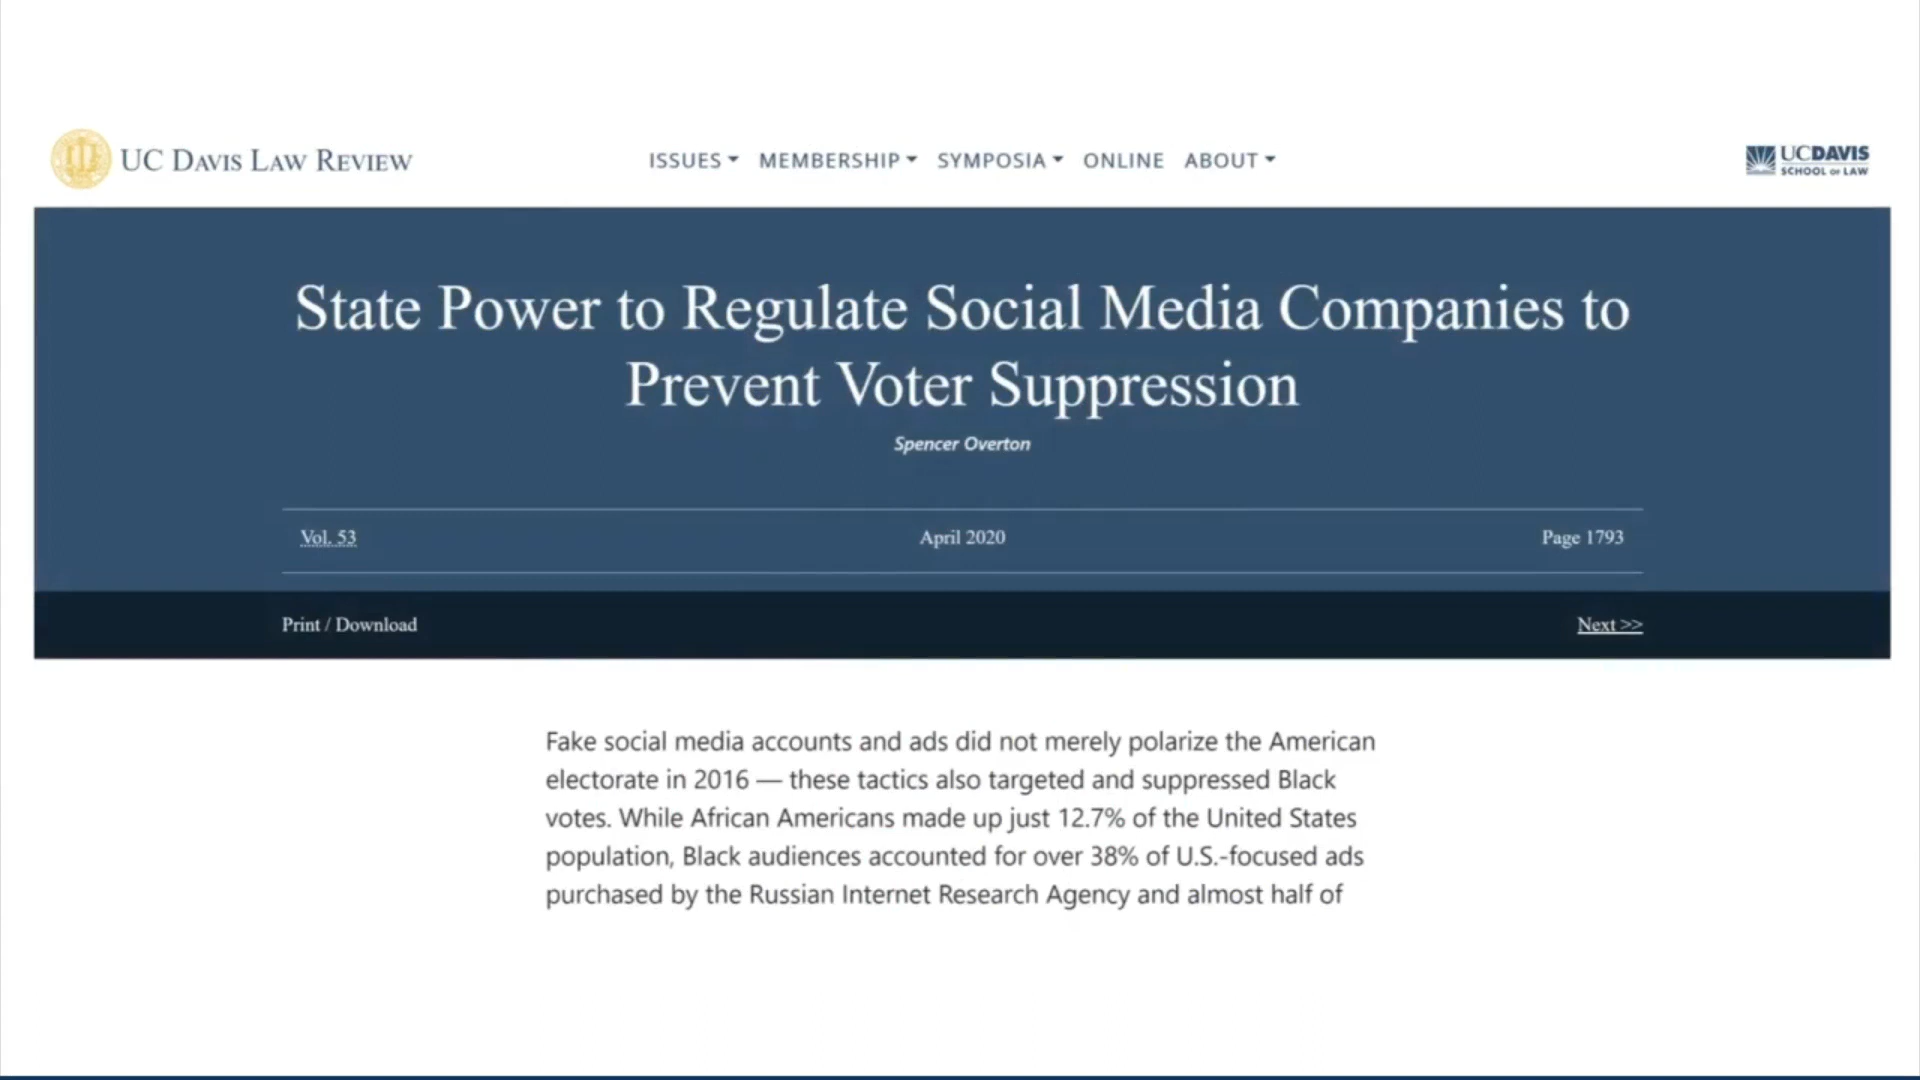 UC DAVIS LAW REVIEW
ISSUES MEMBERSHIP SYMPOSIA ONLINE ABOUT
UCDAVIS
SCHOOL OF LAW
State Power to Regulate Social Media Companies to
Prevent Voter Suppression
Spencer Overton
Vol. 53 April 2020 Page 1793
Print / Download Next >>
Fake social media accounts and ads did not merely polarize the American
electorate in 2016 — these tactics also targeted and suppressed Black
votes. While African Americans made up just 12.7% of the United States
population, Black audiences accounted for over 38% of U.S.-focused ads
purchased by the Russian Internet Research Agency and almost half of